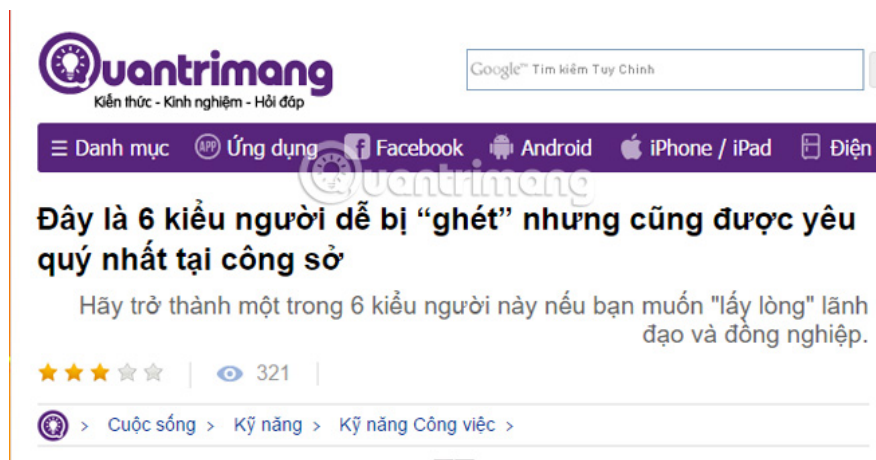 Quantrimang
Kiến thức - Kinh nghiệm - Hỏi đáp
Google™ Tìm kiếm Tùy Chỉnh
☰ Danh mục APP Ứng dụng f Facebook Android iPhone / iPad Điện
Quantrimang
Đây là 6 kiểu người dễ bị “ghét” nhưng cũng được yêu
quý nhất tại công sở
Hãy trở thành một trong 6 kiểu người này nếu bạn muốn "lấy lòng" lãnh
đạo và đồng nghiệp.
321
> Cuộc sống > Kỹ năng > Kỹ năng Công việc >